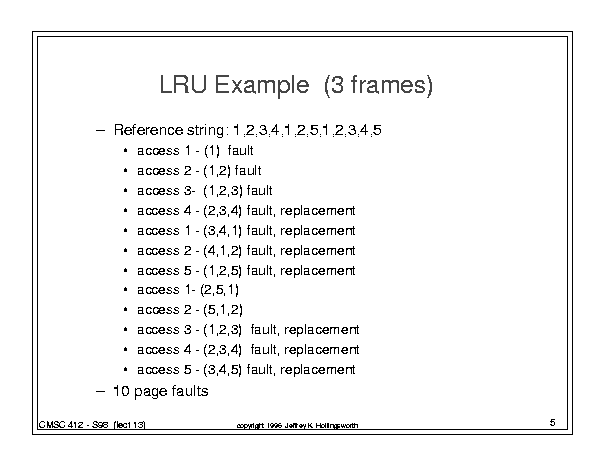 LRU Example (3 frames)
– Reference string: 1,2,3,4,1,2,5,1,2,3,4,5
• access 1 - (1) fault
• access 2 - (1,2) fault
• access 3- (1,2,3) fault
• access 4 - (2,3,4) fault, replacement
• access 1 - (3,4,1) fault, replacement
• access 2 - (4,1,2) fault, replacement
• access 5 - (1,2,5) fault, replacement
• access 1- (2,5,1)
• access 2 - (5,1,2)
• access 3 - (1,2,3) fault, replacement
• access 4 - (2,3,4) fault, replacement
• access 5 - (3,4,5) fault, replacement
– 10 page faults
CMSC 412 - S98 (lect 13)
copyright 1996 Jeffrey K. Hollingsworth
5